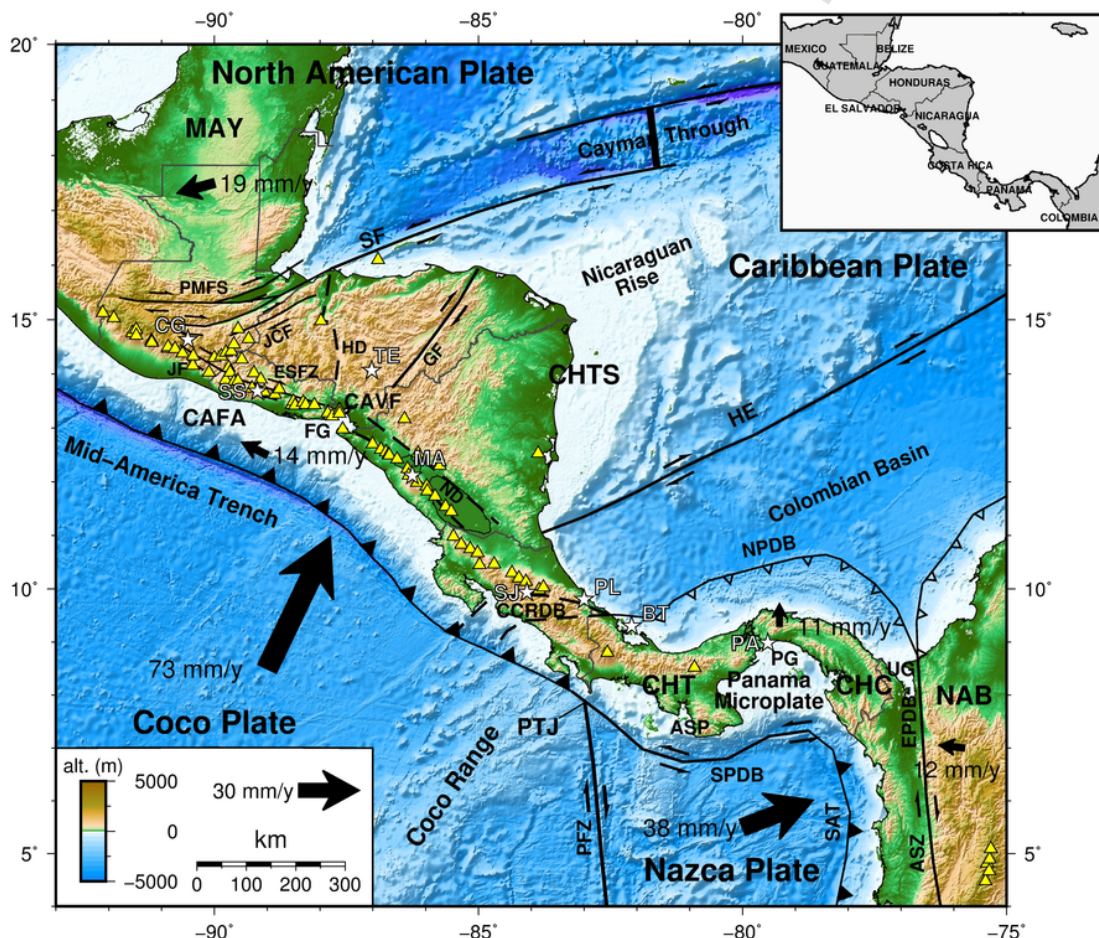 −90°
−85°
−80°
20°
MEXICO
BELIZE
GUATEMALA
HONDURAS
EL SALVADOR
NICARAGUA
COSTA RICA
PANAMA
COLOMBIA
North American Plate
MAY
Cayman Through
19 mm/y
SF
Nicaraguan
Rise
Caribbean Plate
PMFS
15°
15°
CG
JCF
HD
TE
GF
JF
ESFZ
CHTS
SS
CAVF
CAFA
FG
HE
14 mm/y
MA
Mid−America Trench
ND
Colombian Basin
NPDB
10°
10°
SJ
PL
CCRDB
BT
11 mm/y
PA
PG
73 mm/y
UG
CHT
Panama
Microplate
CHC
NAB
Coco Plate
PTJ
ASP
EPDB
12 mm/y
SPDB
Coco Range
alt. (m)
5000
0
−5000
30 mm/y
km
0 50 100 200 300
PFZ
38 mm/y
SAT
ASZ
Nazca Plate
5°
5°
−90°
−85°
−80°
−75°